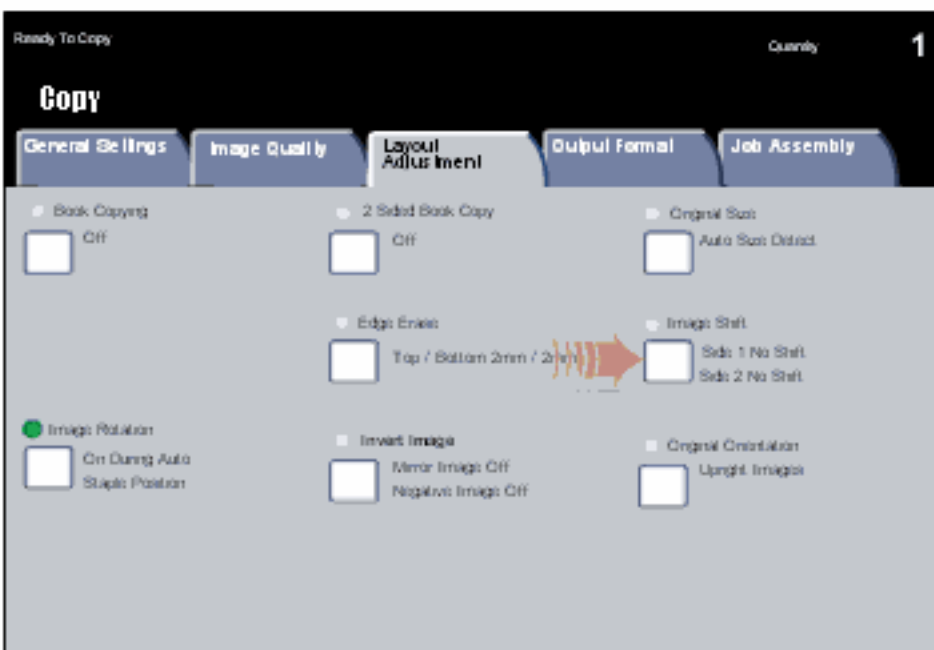 Ready To Copy
Quantity 1
Copy
General Settings
Image Quality
Layout
Adjustment
Output Format
Job Assembly
Book Copying
Off
2 Sided Book Copy
Off
Original Size
Auto Size Detect
Edge Erase
Top / Bottom 2mm / 2mm
Image Shift
Side 1 No Shift
Side 2 No Shift
Image Rotation
On During Auto
Staple Position
Invert Image
Mirror Image Off
Negative Image Off
Original Orientation
Upright Images